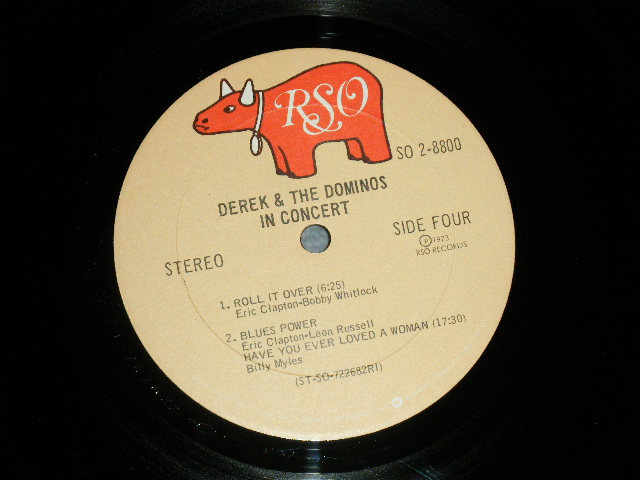 RSO
SO 2-8800
DEREK & THE DOMINOS
IN CONCERT
SIDE FOUR
℗1973
RSO RECORDS
STEREO
1. ROLL IT OVER (6:25)
Eric Clapton-Bobby Whitlock
2. BLUES POWER
Eric Clapton-Leon Russell
HAVE YOU EVER LOVED A WOMAN (17:30)
Billy Myles
(ST-SO-722682RI)